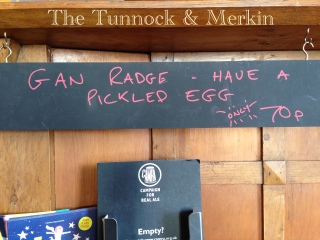 The Tunnock & Merkin
GAN RADGE - HAVE A
PICKLED EGG
ONLY 70p
CAMPAIGN
FOR
REAL ALE
Empty?